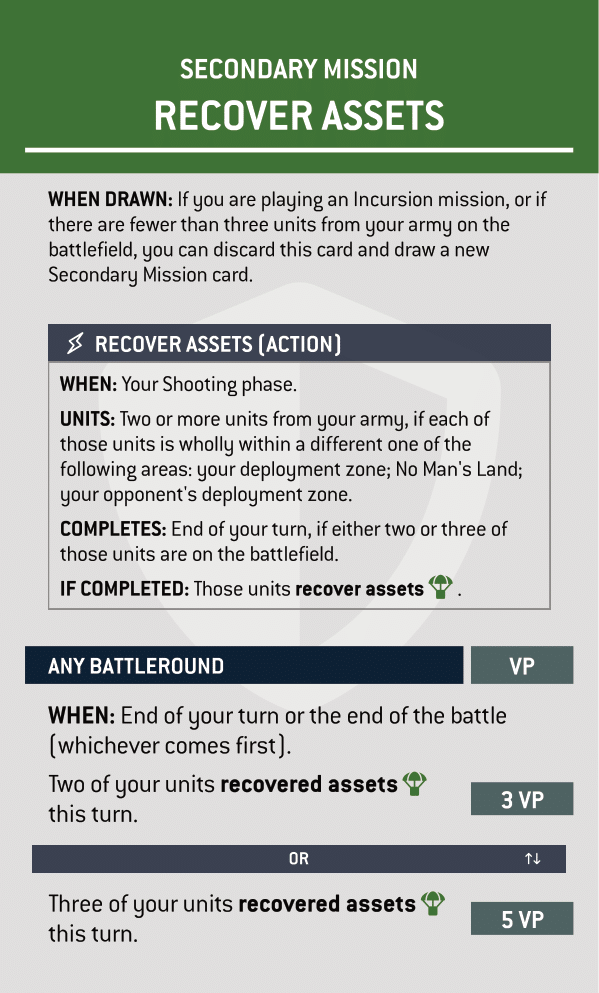 SECONDARY MISSION
RECOVER ASSETS
WHEN DRAWN: If you are playing an Incursion mission, or if
there are fewer than three units from your army on the
battlefield, you can discard this card and draw a new
Secondary Mission card.
RECOVER ASSETS (ACTION)
WHEN: Your Shooting phase.
UNITS: Two or more units from your army, if each of
those units is wholly within a different one of the
following areas: your deployment zone; No Man's Land;
your opponent's deployment zone.
COMPLETES: End of your turn, if either two or three of
those units are on the battlefield.
IF COMPLETED: Those units recover assets .
ANY BATTLEROUND VP
WHEN: End of your turn or the end of the battle
(whichever comes first).
Two of your units recovered assets
this turn.
3 VP
OR ↑↓
Three of your units recovered assets
this turn.
5 VP